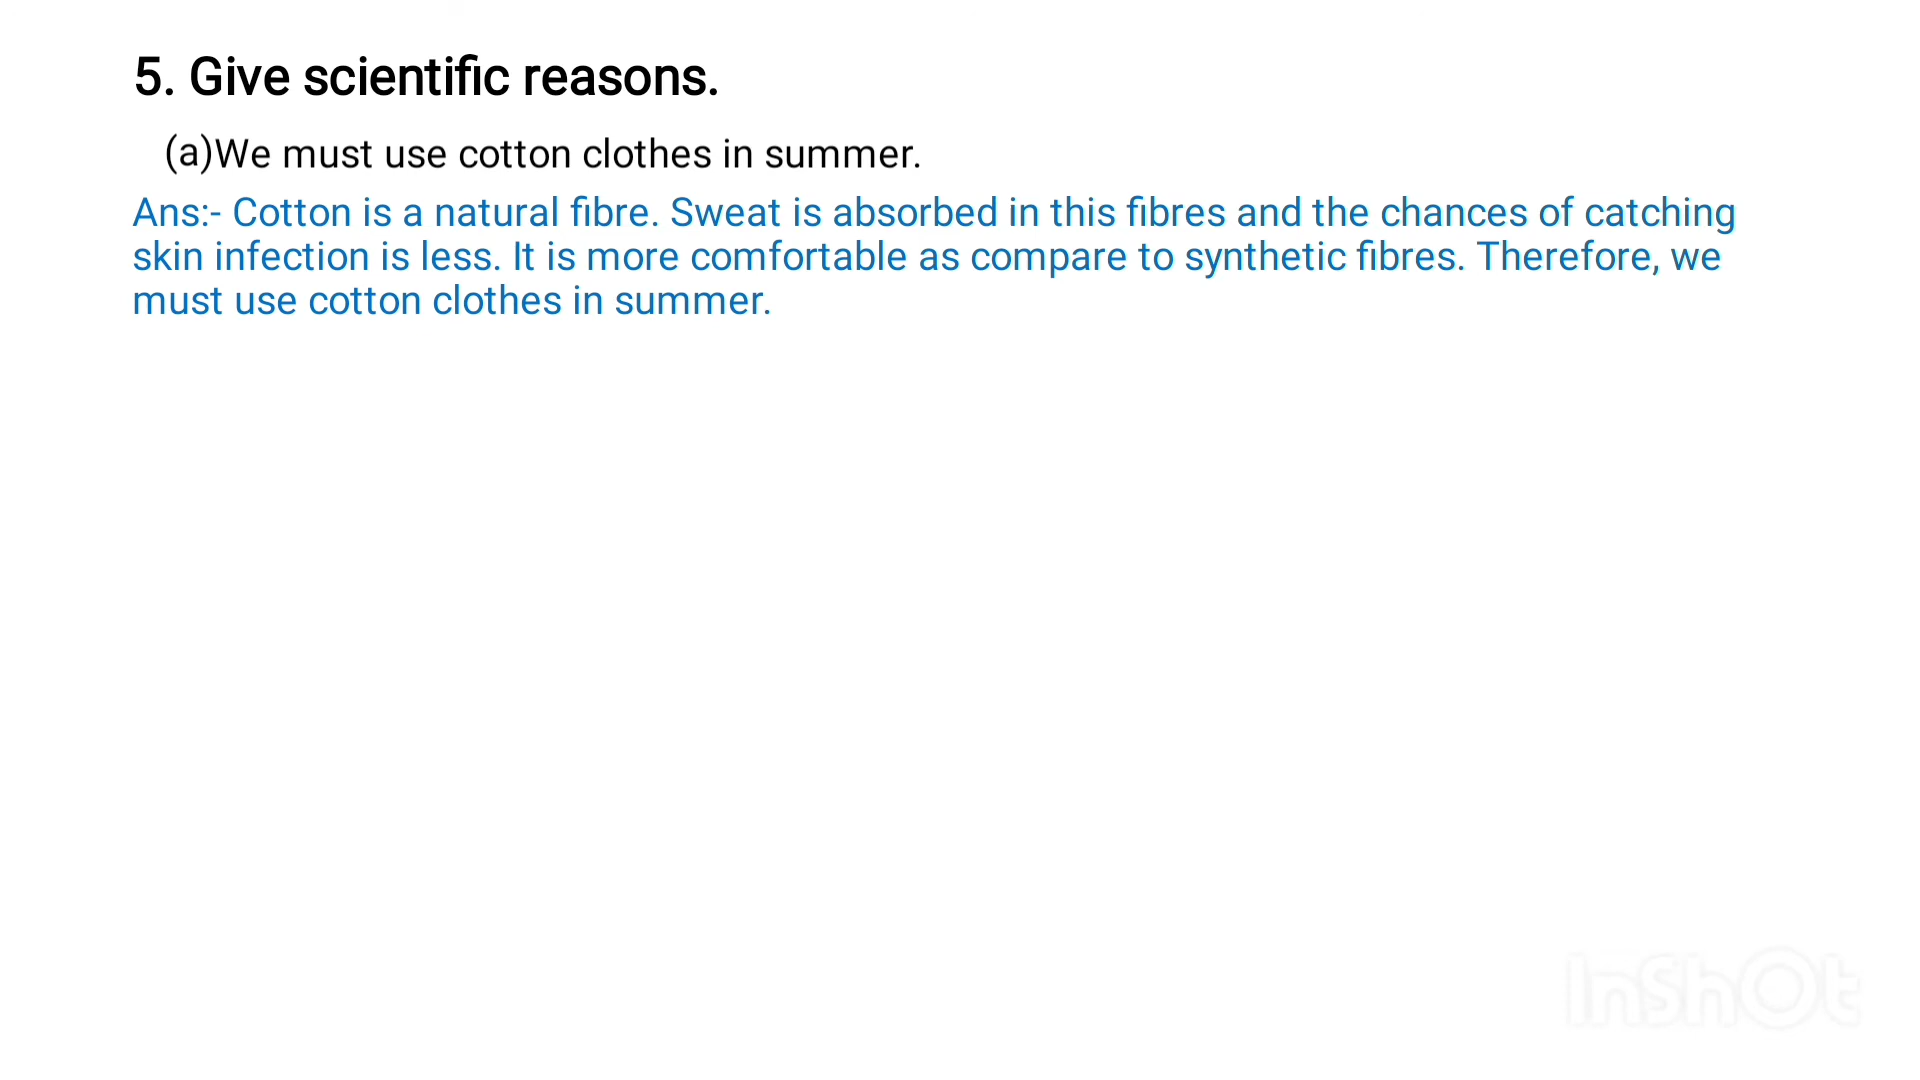 5. Give scientific reasons.
(a)We must use cotton clothes in summer.
Ans:- Cotton is a natural fibre. Sweat is absorbed in this fibres and the chances of catching
skin infection is less. It is more comfortable as compare to synthetic fibres. Therefore, we
must use cotton clothes in summer.
InShOt